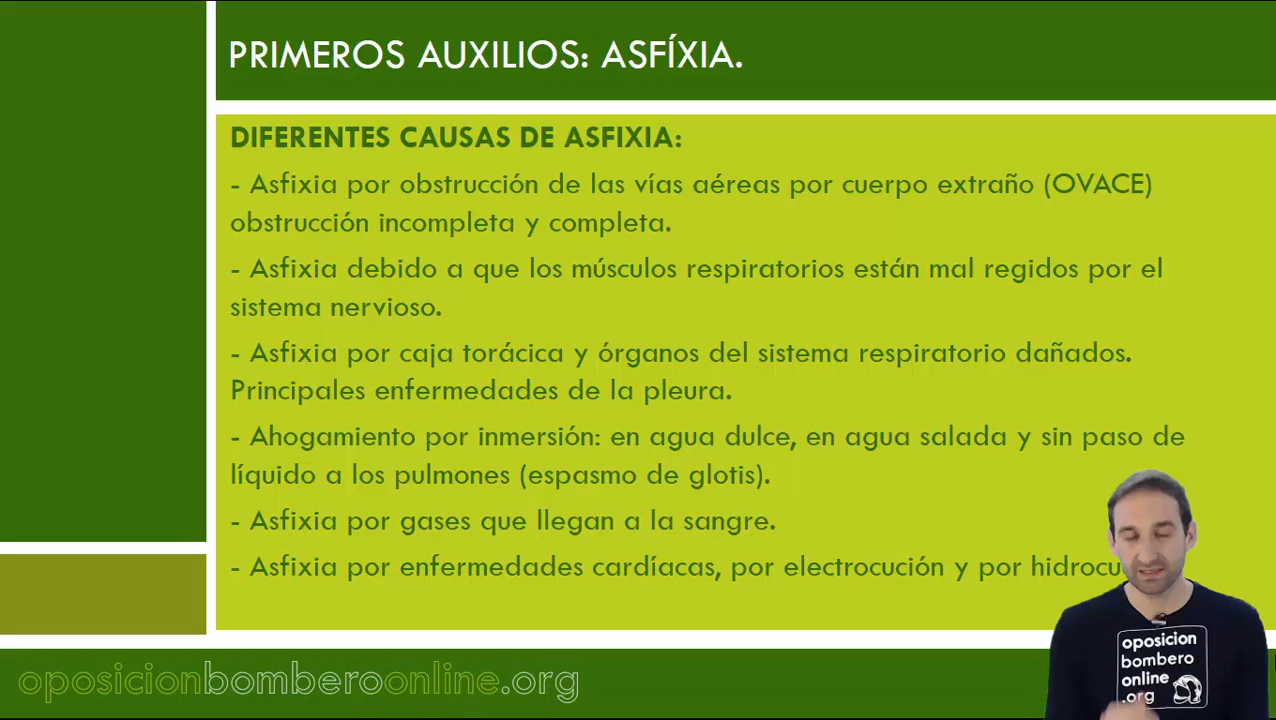 PRIMEROS AUXILIOS: ASFÍXIA.
DIFERENTES CAUSAS DE ASFIXIA:
- Asfixia por obstrucción de las vías aéreas por cuerpo extraño (OVACE)
obstrucción incompleta y completa.
- Asfixia debido a que los músculos respiratorios están mal regidos por el
sistema nervioso.
- Asfixia por caja torácica y órganos del sistema respiratorio dañados.
Principales enfermedades de la pleura.
- Ahogamiento por inmersión: en agua dulce, en agua salada y sin paso de
líquido a los pulmones (espasmo de glotis).
- Asfixia por gases que llegan a la sangre.
- Asfixia por enfermedades cardíacas, por electrocución y por
oposicionbomberoonline.org
oposicion
bombero
online
.org